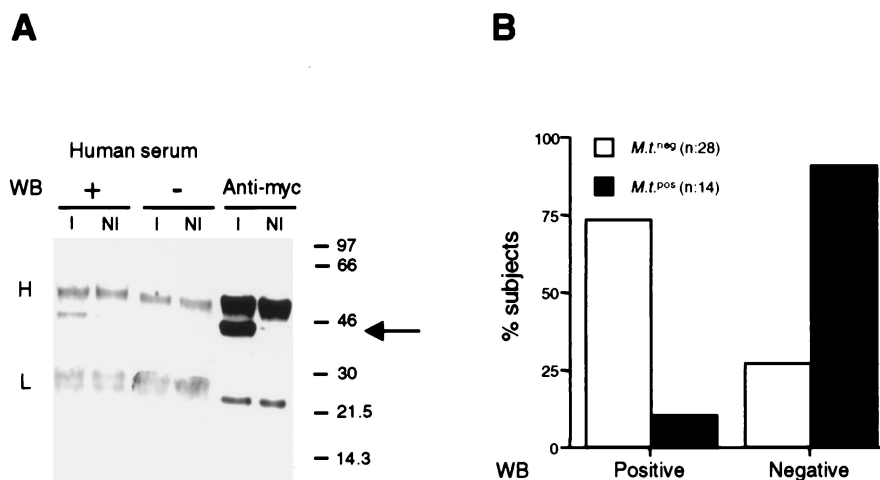 A
Human serum
WB + - Anti-myc
I NI I NI I NI
H
L
97
66
46
30
21.5
14.3
B
100
75
50
25
0
% subjects
M.t.neg (n:28)
M.t.pos (n:14)
WB Positive Negative